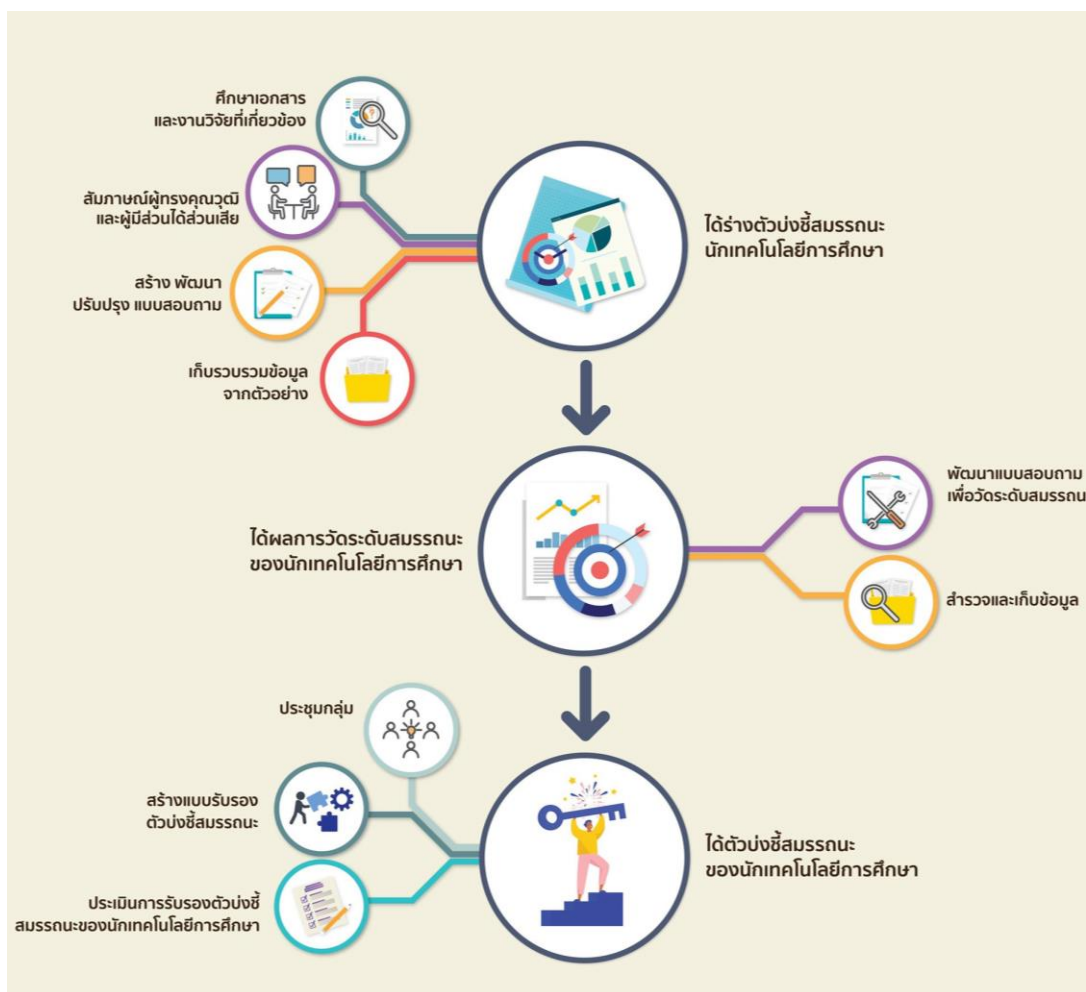 ศึกษาเอกสาร
และงานวิจัยที่เกี่ยวข้อง
สัมภาษณ์ผู้ทรงคุณวุฒิ
และผู้มีส่วนได้ส่วนเสีย
สร้าง พัฒนา
ปรับปรุง แบบสอบถาม
เก็บรวบรวมข้อมูล
จากตัวอย่าง
ได้ร่างตัวบ่งชี้สมรรถนะ
นักเทคโนโลยีการศึกษา
ได้ผลการวัดระดับสมรรถนะ
ของนักเทคโนโลยีการศึกษา
พัฒนาแบบสอบถาม
เพื่อวัดระดับสมรรถน
สำรวจและเก็บข้อมูล
ประชุมกลุ่ม
สร้างแบบรับรอง
ตัวบ่งชี้สมรรถนะ
ประเมินการรับรองตัวบ่งชี้
สมรรถนะของนักเทคโนโลยีการศึกษา
ได้ตัวบ่งชี้สมรรถนะ
ของนักเทคโนโลยีการศึกษา